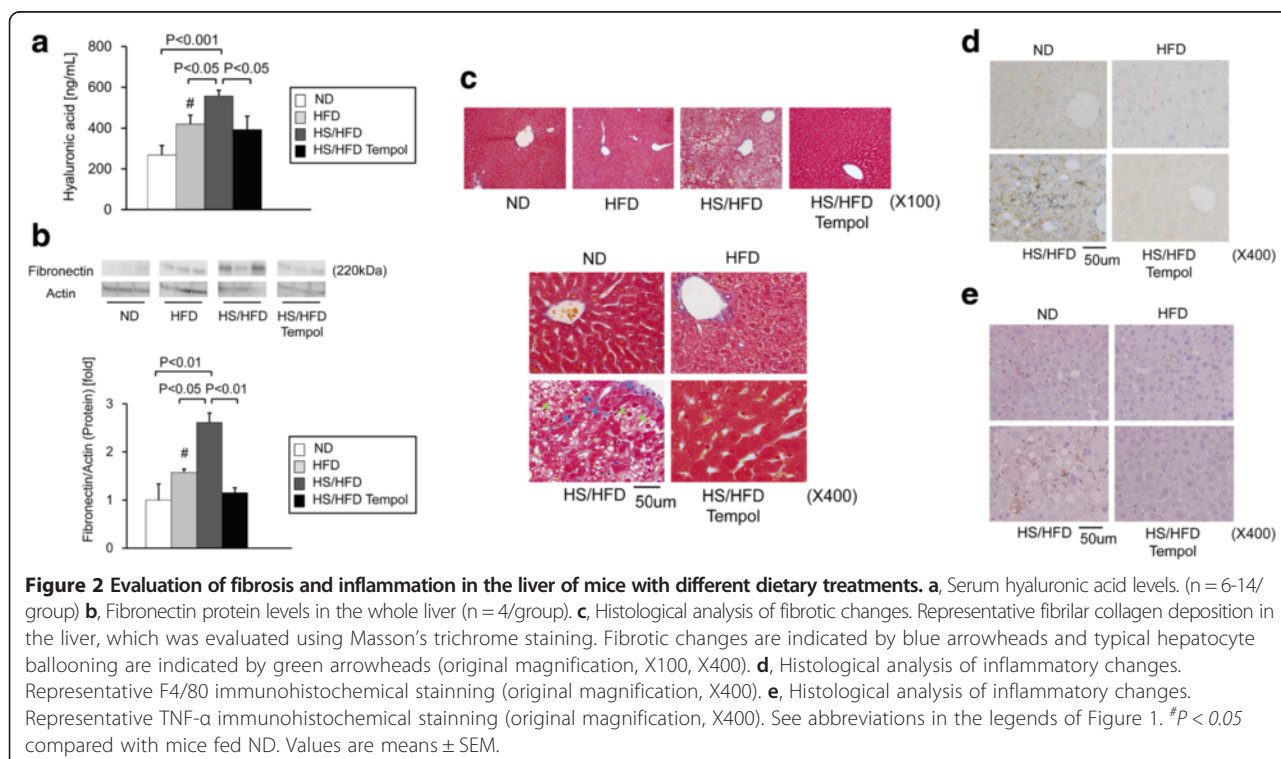 a
800
600
400
200
0
Hyaluronic acid [ng/mL]
P<0.001
P<0.05
P<0.05
#
ND
HFD
HS/HFD
HS/HFD Tempol
b
Fibronectin
(220kDa)
Actin
ND
HFD
HS/HFD
HS/HFD
Tempol
P<0.01
P<0.05
P<0.01
#
3
2
1
0
Fibronectin/Actin (Protein) [fold]
ND
HFD
HS/HFD
HS/HFD Tempol
c
ND
HFD
HS/HFD
HS/HFD
Tempol
(X100)
ND
HFD
HS/HFD
50um
HS/HFD
Tempol
(X400)
d
ND
HFD
HS/HFD
50um
HS/HFD
Tempol
(X400)
e
ND
HFD
HS/HFD
50um
HS/HFD
Tempol
(X400)
Figure 2 Evaluation of fibrosis and inflammation in the liver of mice with different dietary treatments. a, Serum hyaluronic acid levels. (n = 6-14/
group) b, Fibronectin protein levels in the whole liver (n = 4/group). c, Histological analysis of fibrotic changes. Representative fibrilar collagen deposition in
the liver, which was evaluated using Masson's trichrome staining. Fibrotic changes are indicated by blue arrowheads and typical hepatocyte
ballooning are indicated by green arrowheads (original magnification, X100, X400). d, Histological analysis of inflammatory changes.
Representative F4/80 immunohistochemical stainning (original magnification, X400). e, Histological analysis of inflammatory changes.
Representative TNF-α immunohistochemical stainning (original magnification, X400). See abbreviations in the legends of Figure 1. #P < 0.05
compared with mice fed ND. Values are means ± SEM.